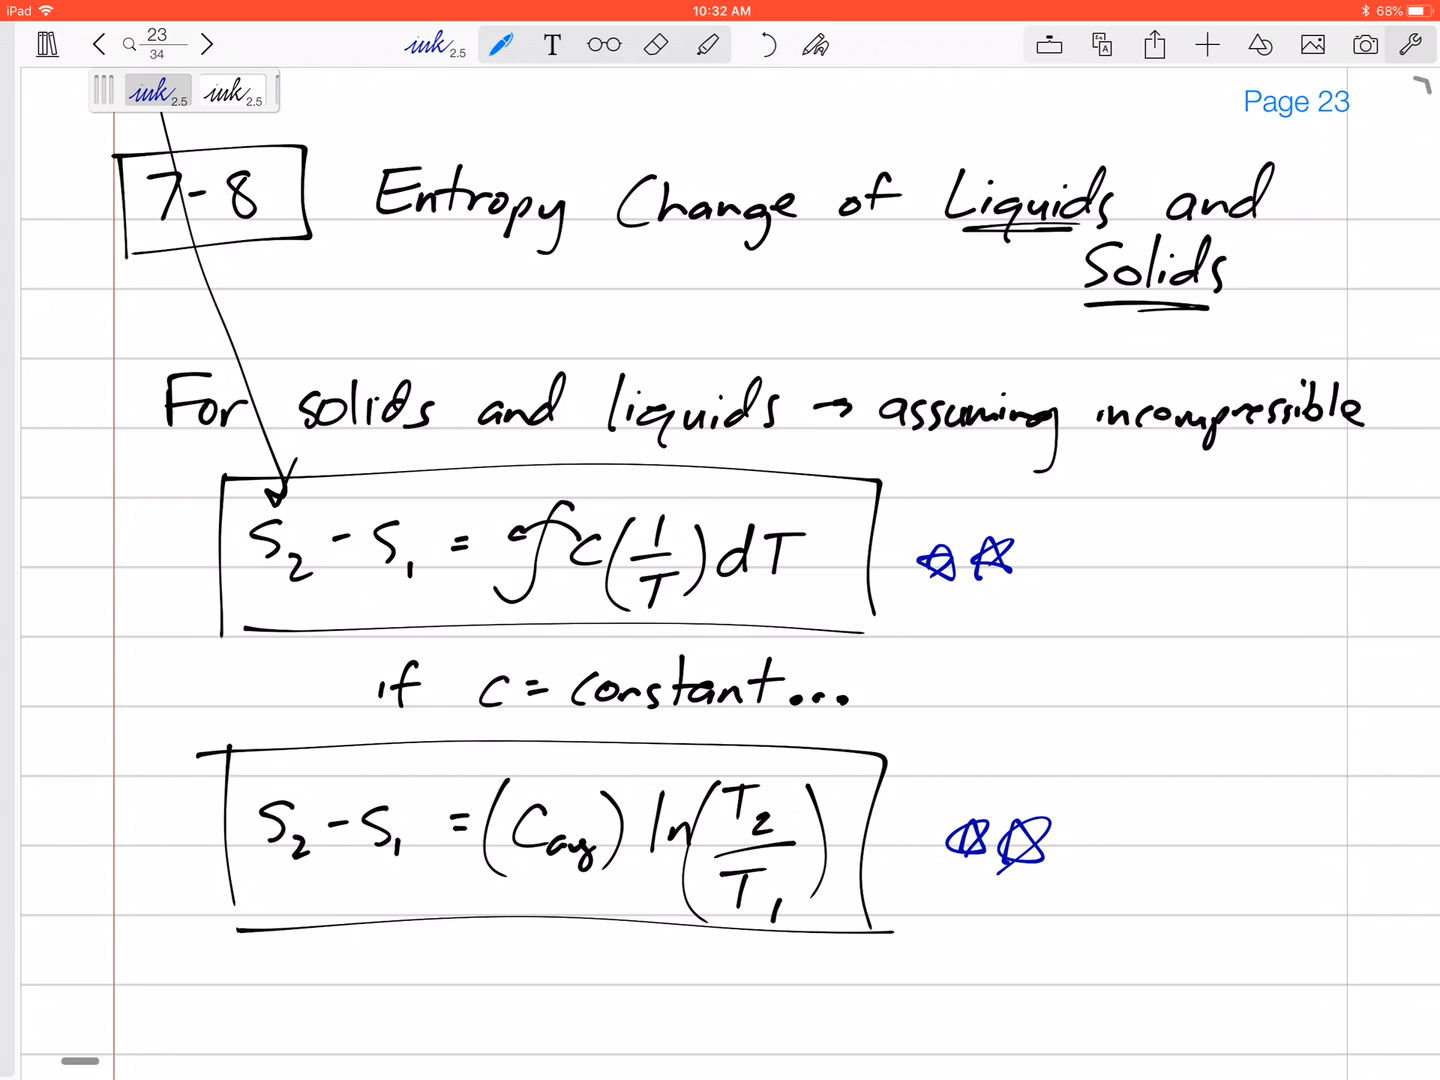 iPad 10:32 AM 68%
23
34
ink 2.5 T
ink 2.5 ink 2.5
Page 23
7-8 Entropy Change of Liquids and
Solids
For solids and liquids → assuming incompressible
S₂ - S₁ = ∫ c(1/T) dT ☆☆
if c = constant...
S₂ - S₁ = (Cavg) ln(T₂/T₁) ☆☆